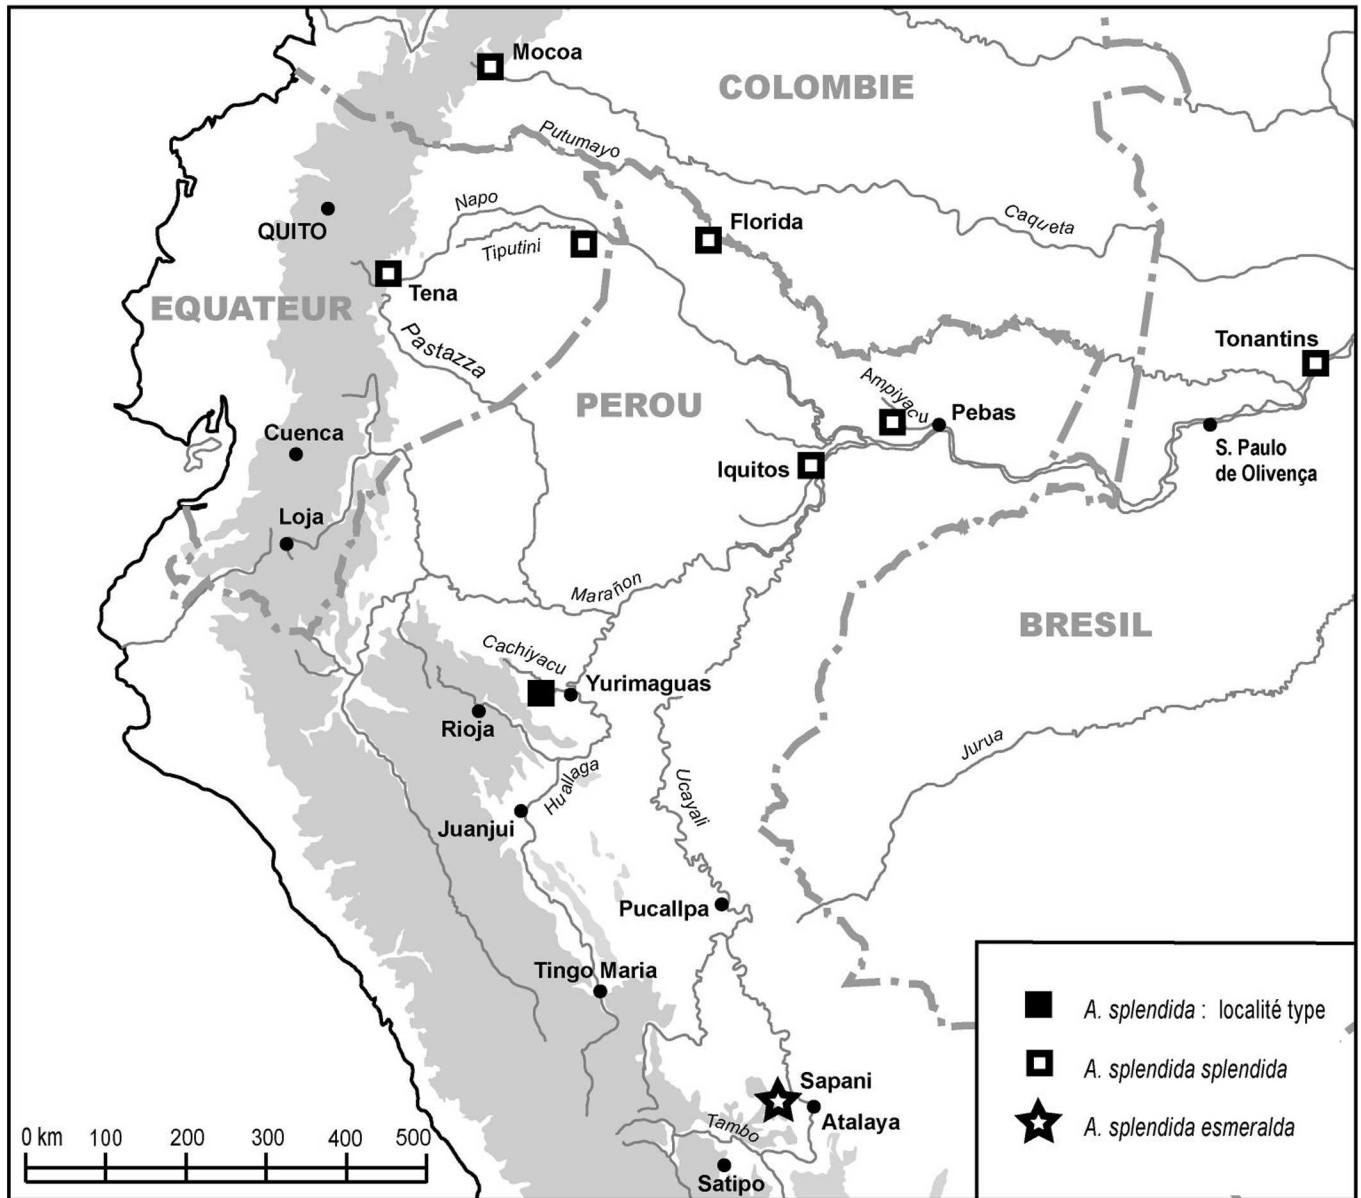 Mocoa
COLOMBIE
Putumayo
Napo
Caqueta
QUITO
Florida
Tiputini
Tena
EQUATEUR
Pastazza
Tonantins
Ampiyacu
PEROU
Pebas
Cuenca
S. Paulo
de Olivença
Iquitos
Loja
Marañon
BRESIL
Cachiyacu
Yurimaguas
Rioja
Jurua
Huallaga
Ucayali
Juanjui
Pucallpa
Tingo Maria
A. splendida : localité type
A. splendida splendida
A. splendida esmeralda
Sapani
Atalaya
Tambo
Satipo
0 km 100 200 300 400 500